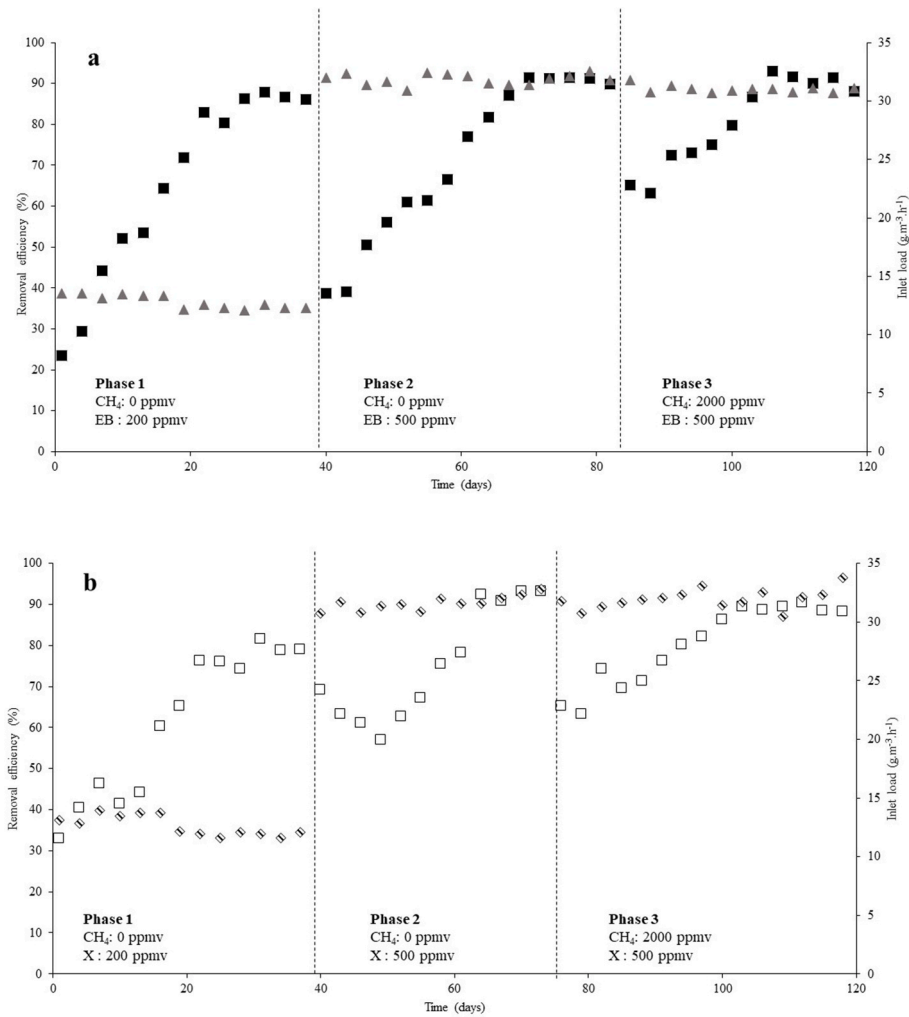 a
100
90
80
70
60
50
40
30
20
10
0
Removal efficiency (%)
35
30
25
20
15
10
5
0
Inlet load (g.m⁻³.h⁻¹)
Phase 1
CH₄: 0 ppmv
EB : 200 ppmv
Phase 2
CH₄: 0 ppmv
EB : 500 ppmv
Phase 3
CH₄: 2000 ppmv
EB : 500 ppmv
0 20 40 60 80 100 120
Time (days)
b
100
90
80
70
60
50
40
30
20
10
0
Removal efficiency (%)
35
30
25
20
15
10
5
0
Inlet load (g.m⁻³.h⁻¹)
Phase 1
CH₄: 0 ppmv
X : 200 ppmv
Phase 2
CH₄: 0 ppmv
X : 500 ppmv
Phase 3
CH₄: 2000 ppmv
X : 500 ppmv
0 20 40 60 80 100 120
Time (days)